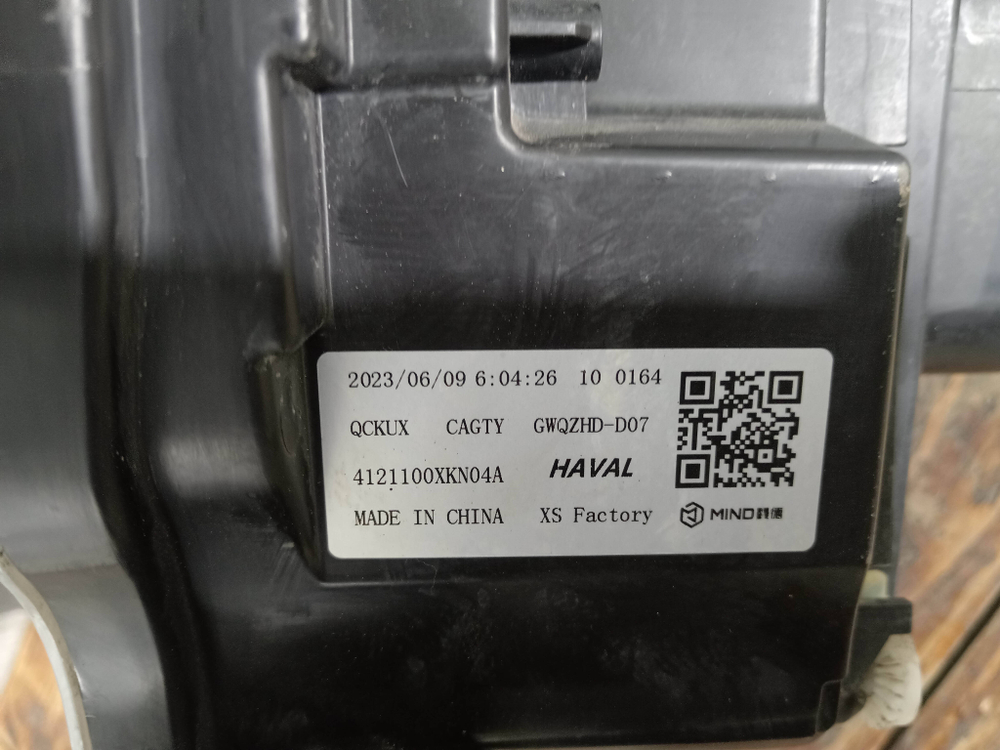 2023/06/09 6:04:26 10 0164
QCKUX CAGTY GWQZHD-D07
4121100XKN04A HAVAL
MADE IN CHINA XS Factory MIND